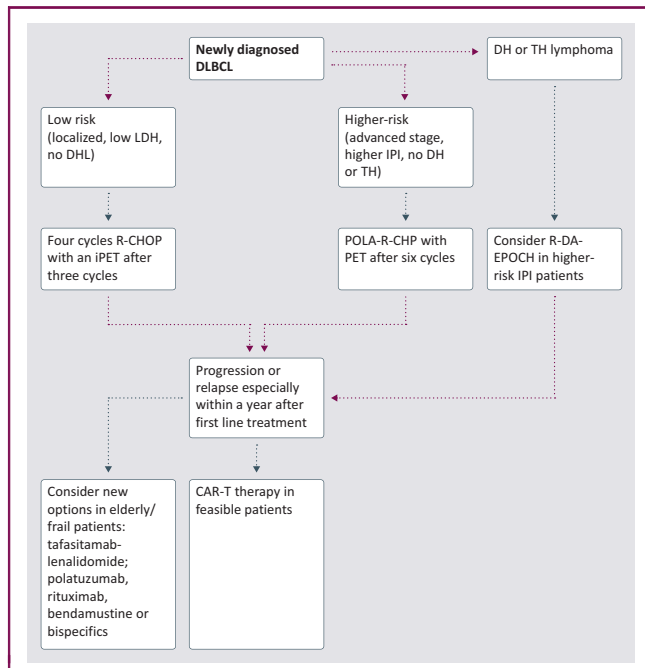 Newly diagnosed
DLBCL
DH or TH lymphoma
Low risk
(localized, low LDH,
no DHL)
Higher-risk
(advanced stage,
higher IPI, no DH
or TH)
Four cycles R-CHOP
with an iPET after
three cycles
POLA-R-CHP with
PET after six cycles
Consider R-DA-
EPOCH in higher-
risk IPI patients
Progression or
relapse especially
within a year after
first line treatment
Consider new
options in elderly/
frail patients:
tafasitamab-
lenalidomide;
polatuzumab,
rituximab,
bendamustine or
bispecifics
CAR-T therapy in
feasible patients